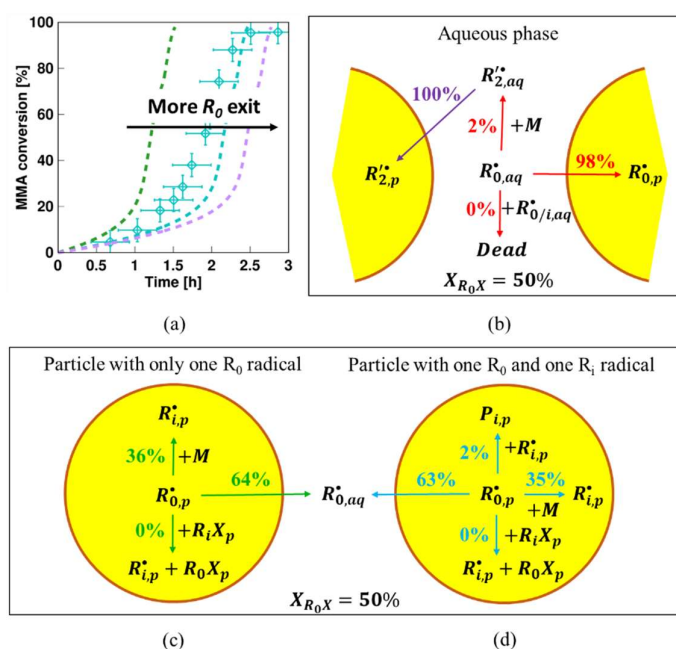 100
80
60
40
20
0
MMA conversion [%]
More R₀ exit
0 0.5 1 1.5 2 2.5 3
Time [h]
(a)
Aqueous phase
R'•₂,aq
100%
2% +M
R'•₂,p
R•₀,aq
98%
R•₀,p
0% +R•₀/i,aq
Dead
X_R₀X = 50%
(b)
Particle with only one R₀ radical
R•ᵢ,p
36% +M
64%
R•₀,p
R•₀,aq
0% +RᵢXₚ
R•ᵢ,p + R₀Xₚ
(c)
Particle with one R₀ and one Rᵢ radical
Pᵢ,p
2% +R•ᵢ,p
63%
35%
R•₀,p
R•ᵢ,p
+M
0% +RᵢXₚ
R•ᵢ,p + R₀Xₚ
X_R₀X = 50%
(d)